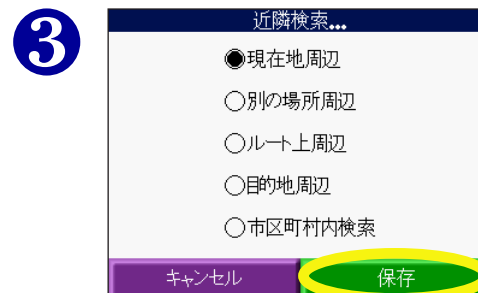 3
近隣検索...
現在地周辺
別の場所周辺
ルート上周辺
目的地周辺
市区町村内検索
キャンセル 保存